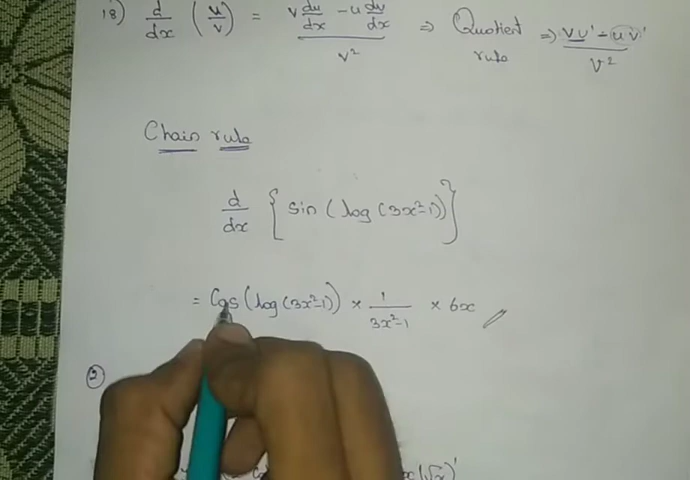 18) d/dx (u/v) = (v du/dx - u dv/dx)/v² ⇒ Quotient rule ⇒ (vu' - uv')/v²
Chain rule
d/dx {sin (log (3x²-1))}
= Cos (log (3x²-1)) × 1/(3x²-1) × 6x
2
x(√x)'